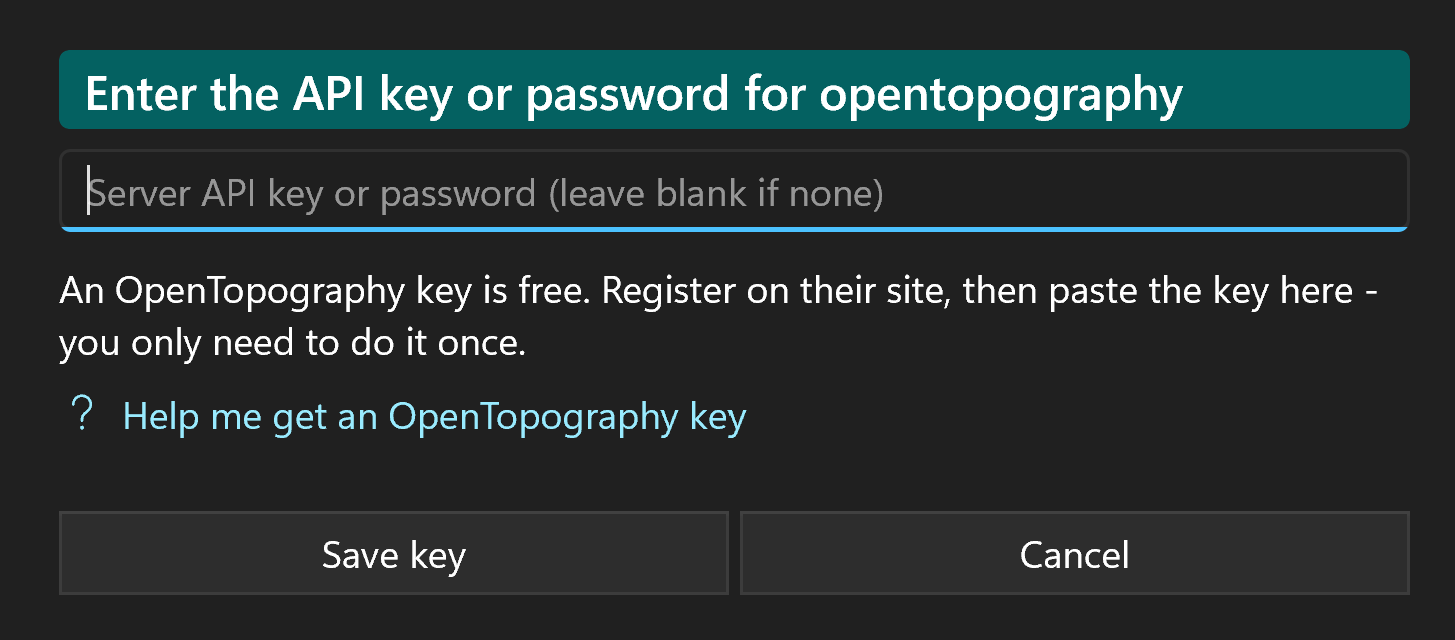 Enter the API key or password for opentopography
Server API key or password (leave blank if none)
An OpenTopography key is free. Register on their site, then paste the key here -
you only need to do it once.
? Help me get an OpenTopography key
Save key
Cancel